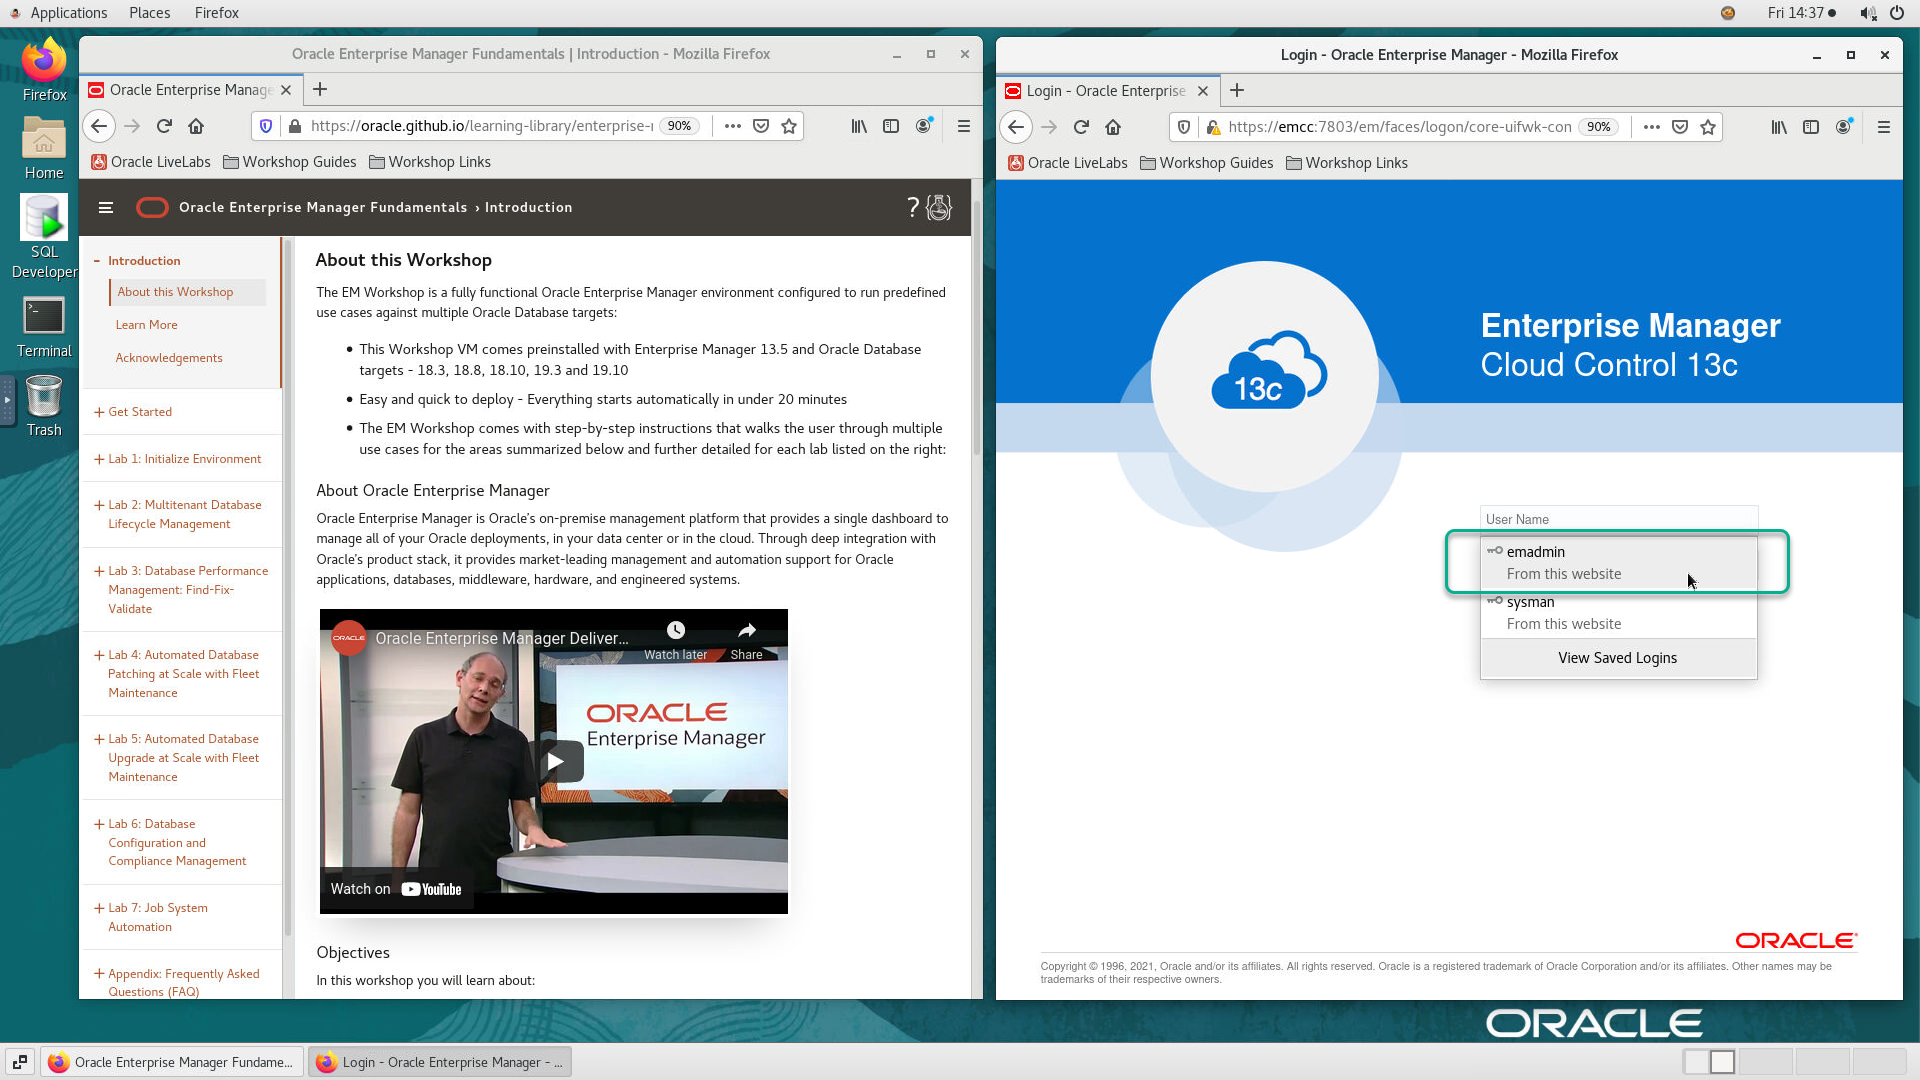 Applications Places Firefox
Fri 14:37
Firefox
Home
SQL
Developer
Terminal
Trash
Oracle Enterprise Manager Fundamentals | Introduction - Mozilla Firefox
Oracle Enterprise Manage
https://oracle.github.io/learning-library/enterprise-r 90%
Oracle LiveLabs Workshop Guides Workshop Links
Oracle Enterprise Manager Fundamentals › Introduction
?
− Introduction
About this Workshop
Learn More
Acknowledgements
+ Get Started
+ Lab 1: Initialize Environment
+ Lab 2: Multitenant Database
Lifecycle Management
+ Lab 3: Database Performance
Management: Find-Fix-
Validate
+ Lab 4: Automated Database
Patching at Scale with Fleet
Maintenance
+ Lab 5: Automated Database
Upgrade at Scale with Fleet
Maintenance
+ Lab 6: Database
Configuration and
Compliance Management
+ Lab 7: Job System
Automation
+ Appendix: Frequently Asked
Questions (FAQ)
About this Workshop
The EM Workshop is a fully functional Oracle Enterprise Manager environment configured to run predefined
use cases against multiple Oracle Database targets:
• This Workshop VM comes preinstalled with Enterprise Manager 13.5 and Oracle Database
targets - 18.3, 18.8, 18.10, 19.3 and 19.10
• Easy and quick to deploy - Everything starts automatically in under 20 minutes
• The EM Workshop comes with step-by-step instructions that walks the user through multiple
use cases for the areas summarized below and further detailed for each lab listed on the right:
About Oracle Enterprise Manager
Oracle Enterprise Manager is Oracle's on-premise management platform that provides a single dashboard to
manage all of your Oracle deployments, in your data center or in the cloud. Through deep integration with
Oracle's product stack, it provides market-leading management and automation support for Oracle
applications, databases, middleware, hardware, and engineered systems.
ORACLE
Oracle Enterprise Manager Deliver...
Watch later Share
ORACLE
Enterprise Manager
Watch on YouTube
Objectives
In this workshop you will learn about:
Login - Oracle Enterprise Manager - Mozilla Firefox
Login - Oracle Enterprise
https://emcc:7803/em/faces/logon/core-uifwk-con 90%
Oracle LiveLabs Workshop Guides Workshop Links
13c
Enterprise Manager
Cloud Control 13c
User Name
emadmin
From this website
sysman
From this website
View Saved Logins
ORACLE
Copyright © 1996, 2021, Oracle and/or its affiliates. All rights reserved. Oracle is a registered trademark of Oracle Corporation and/or its affiliates. Other names may be
trademarks of their respective owners.
ORACLE
Oracle Enterprise Manager Fundame...
Login - Oracle Enterprise Manager - ...